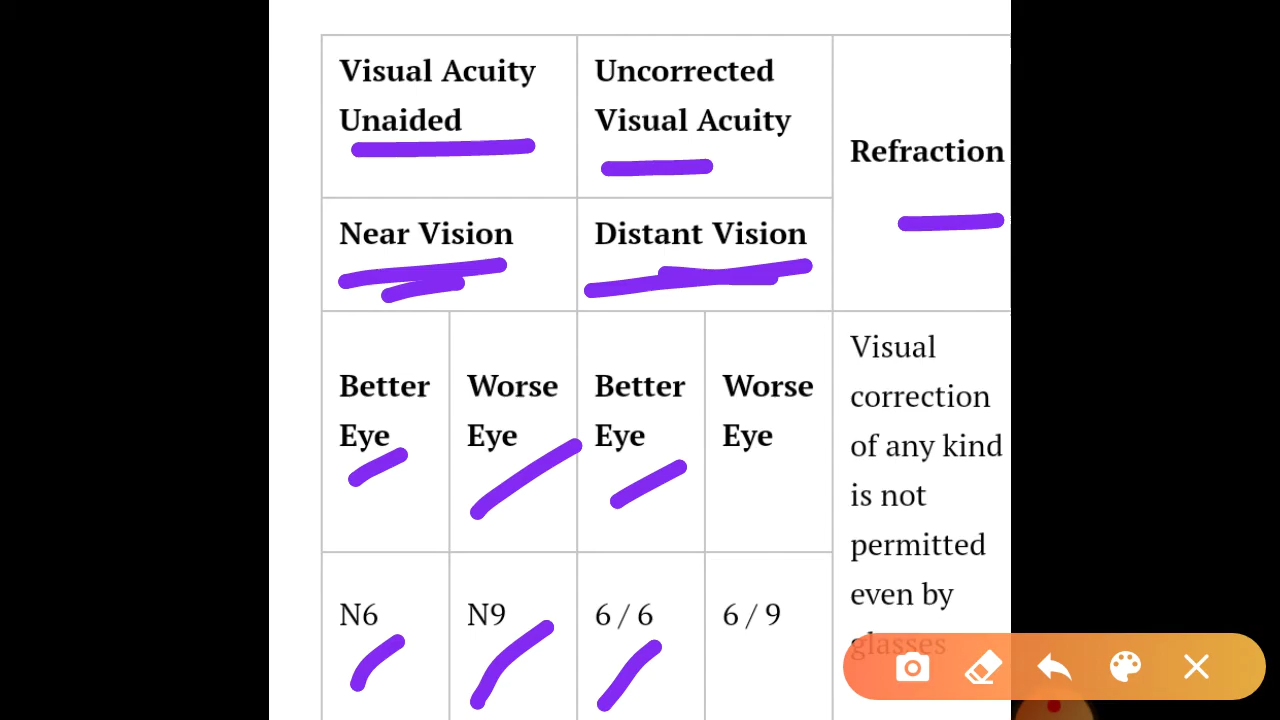 Visual Acuity
Unaided
Uncorrected
Visual Acuity
Refraction
Near Vision
Distant Vision
Better
Eye
Worse
Eye
Better
Eye
Worse
Eye
Visual
correction
of any kind
is not
permitted
even by
glasses
N6
N9
6 / 6
6 / 9